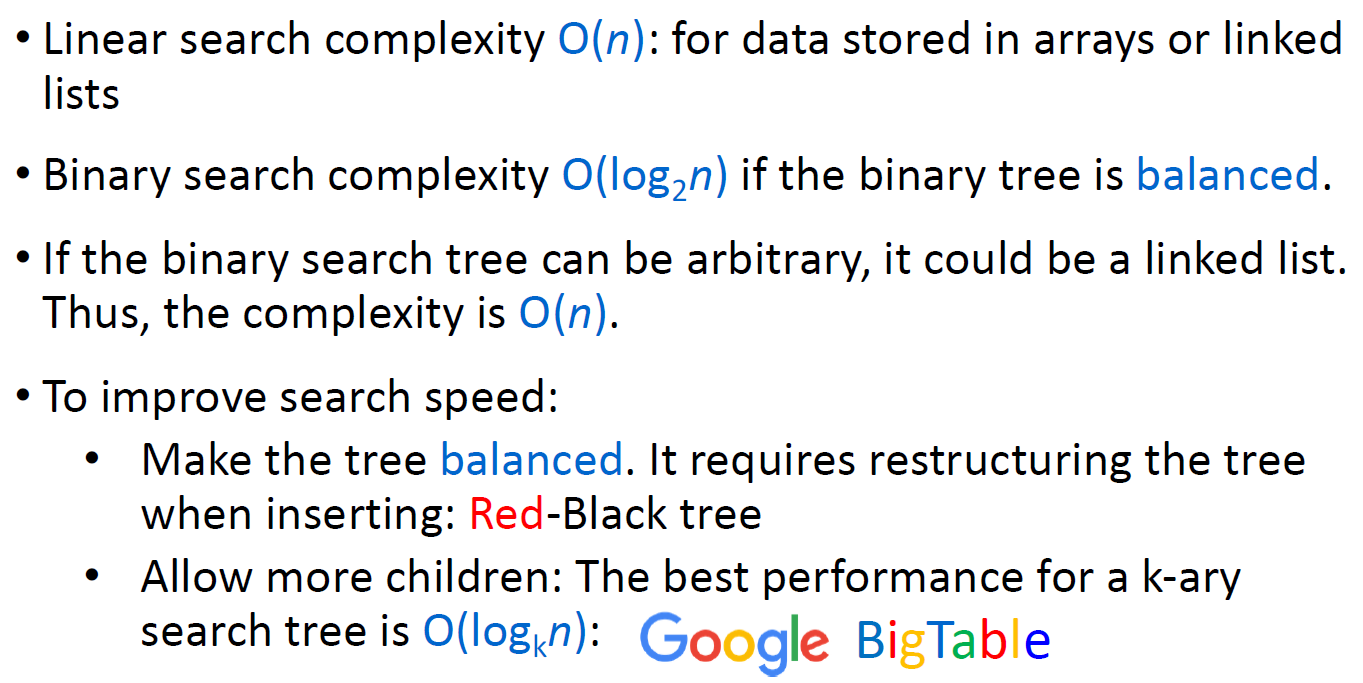 • Linear search complexity O(n): for data stored in arrays or linked
lists
• Binary search complexity O(log₂n) if the binary tree is balanced.
• If the binary search tree can be arbitrary, it could be a linked list.
Thus, the complexity is O(n).
• To improve search speed:
• Make the tree balanced. It requires restructuring the tree
when inserting: Red-Black tree
• Allow more children: The best performance for a k-ary
search tree is O(logₖn): Google BigTable